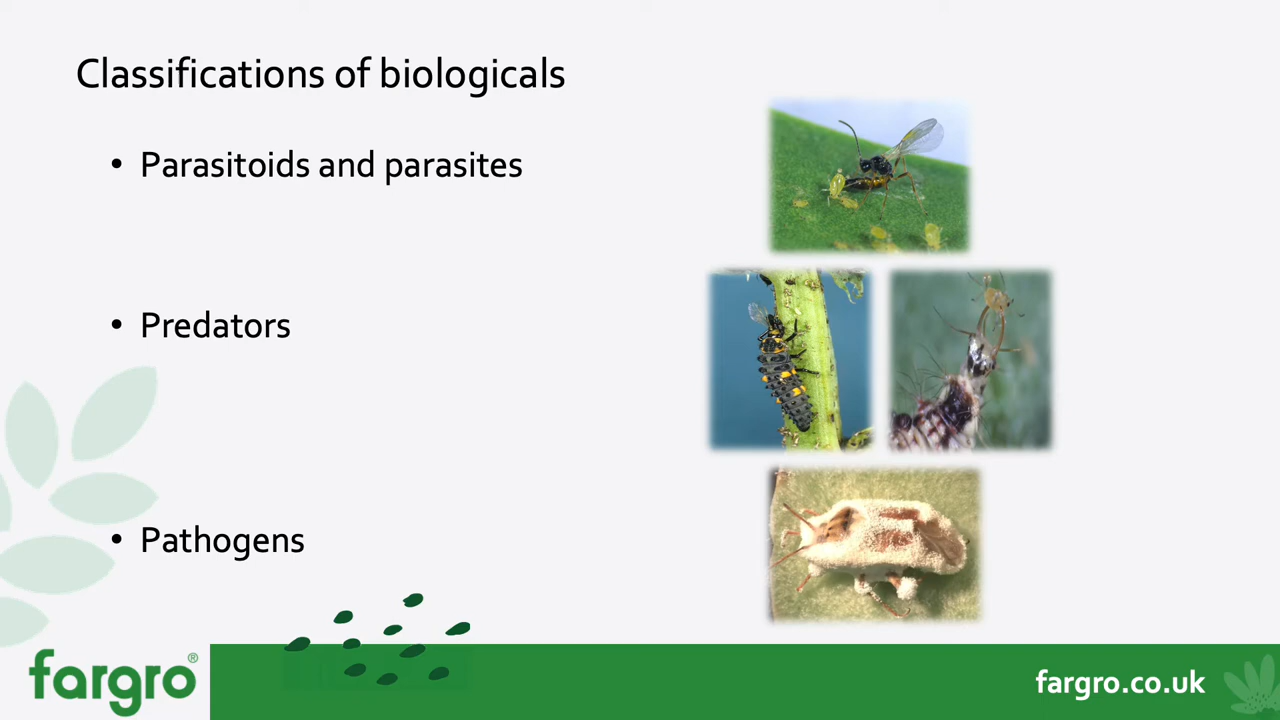 Classifications of biologicals
• Parasitoids and parasites
• Predators
• Pathogens
fargro®
fargro.co.uk